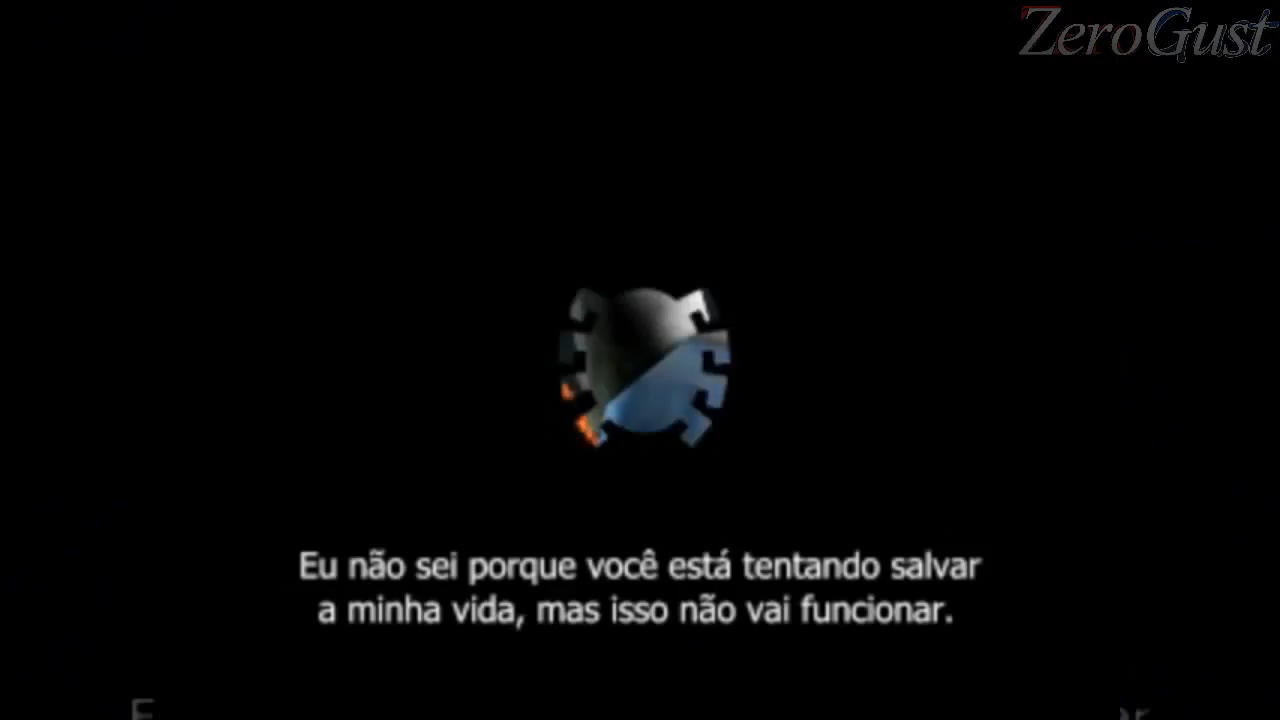 ZeroGust
Eu não sei porque você está tentando salvar
a minha vida, mas isso não vai funcionar.